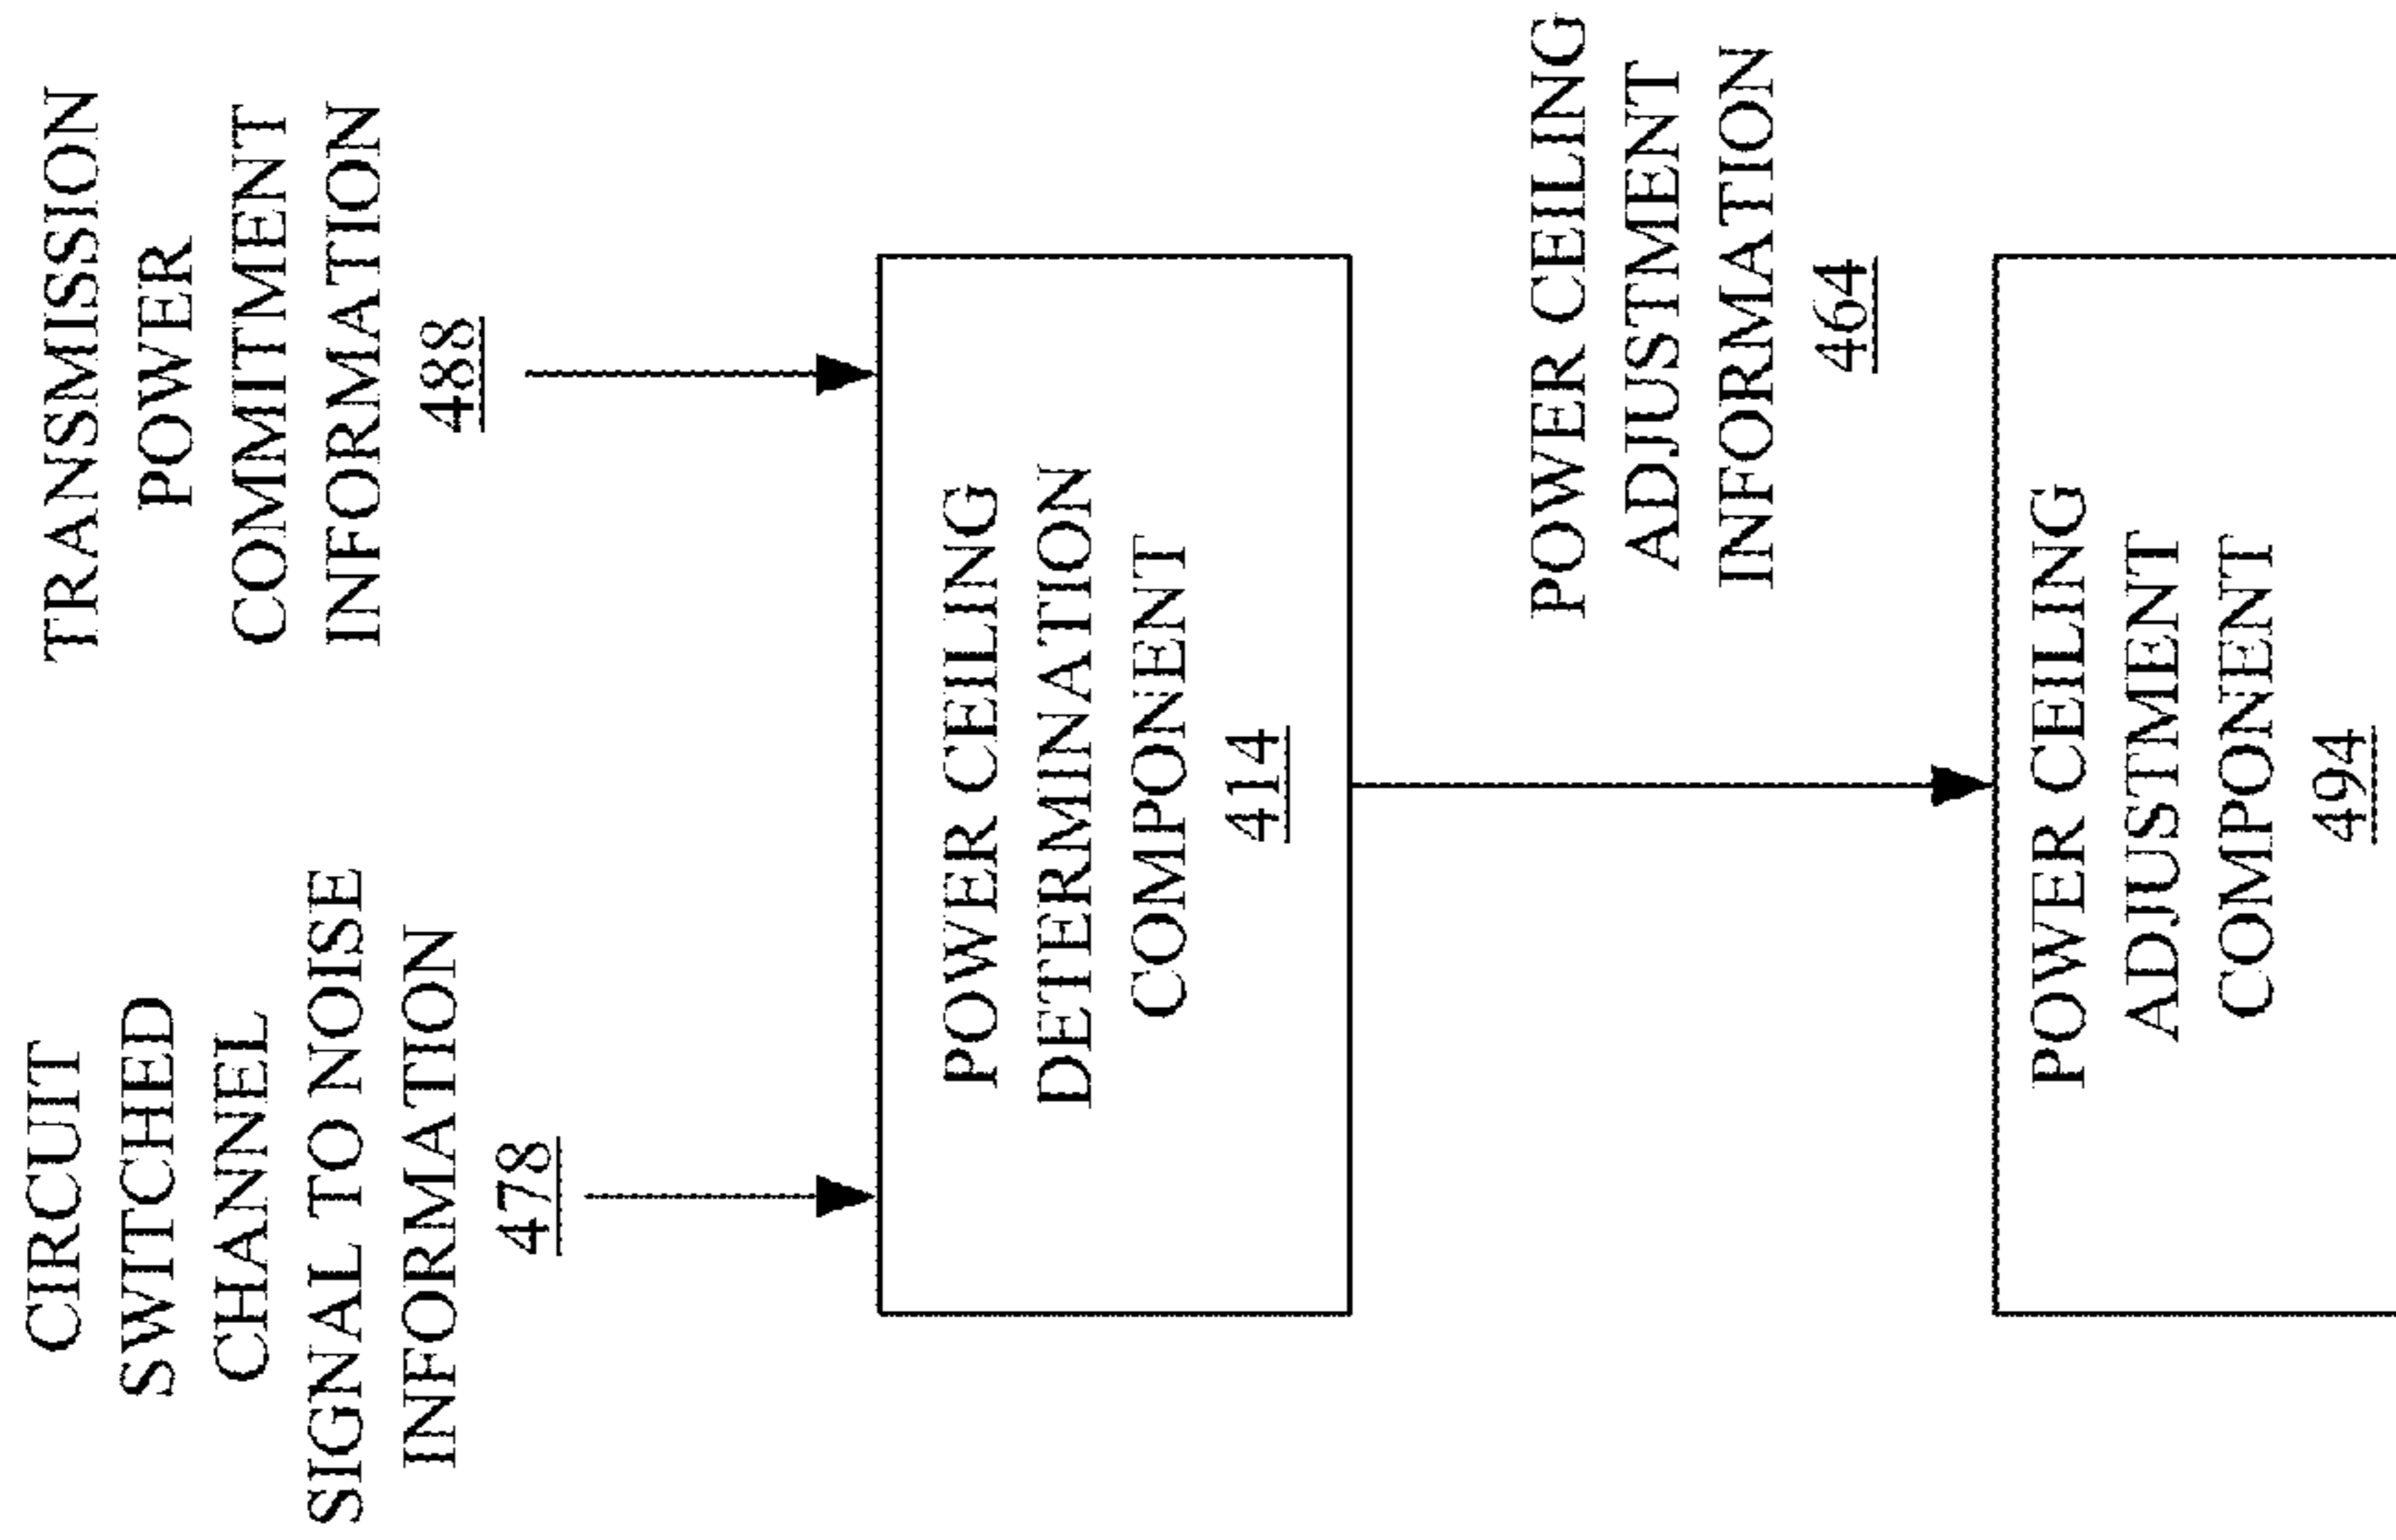 CIRCUIT
SWITCHED
CHANNEL
SIGNAL TO NOISE
INFORMATION
478
TRANSMISSION
POWER
COMMITMENT
INFORMATION
488
POWER CEILING
DETERMINATION
COMPONENT
414
POWER CEILING
ADJUSTMENT
INFORMATION
464
POWER CEILING
ADJUSTMENT
COMPONENT
494